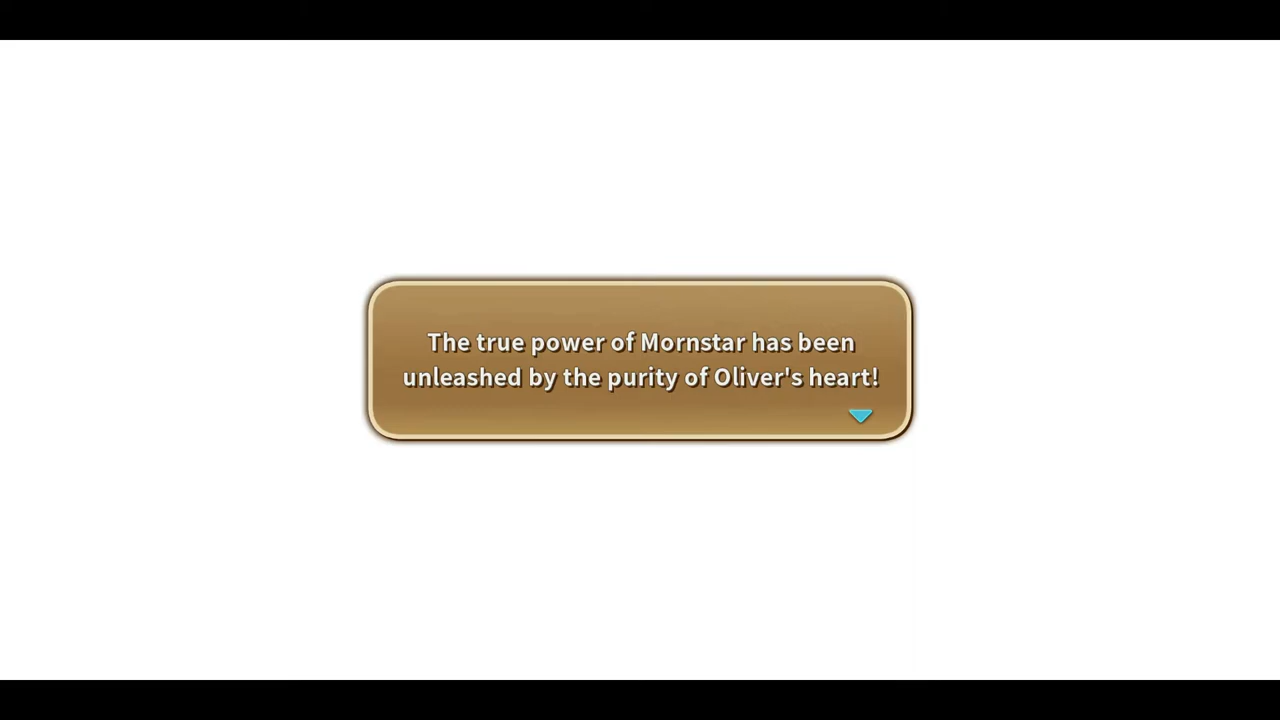 The true power of Mornstar has been
unleashed by the purity of Oliver's heart!